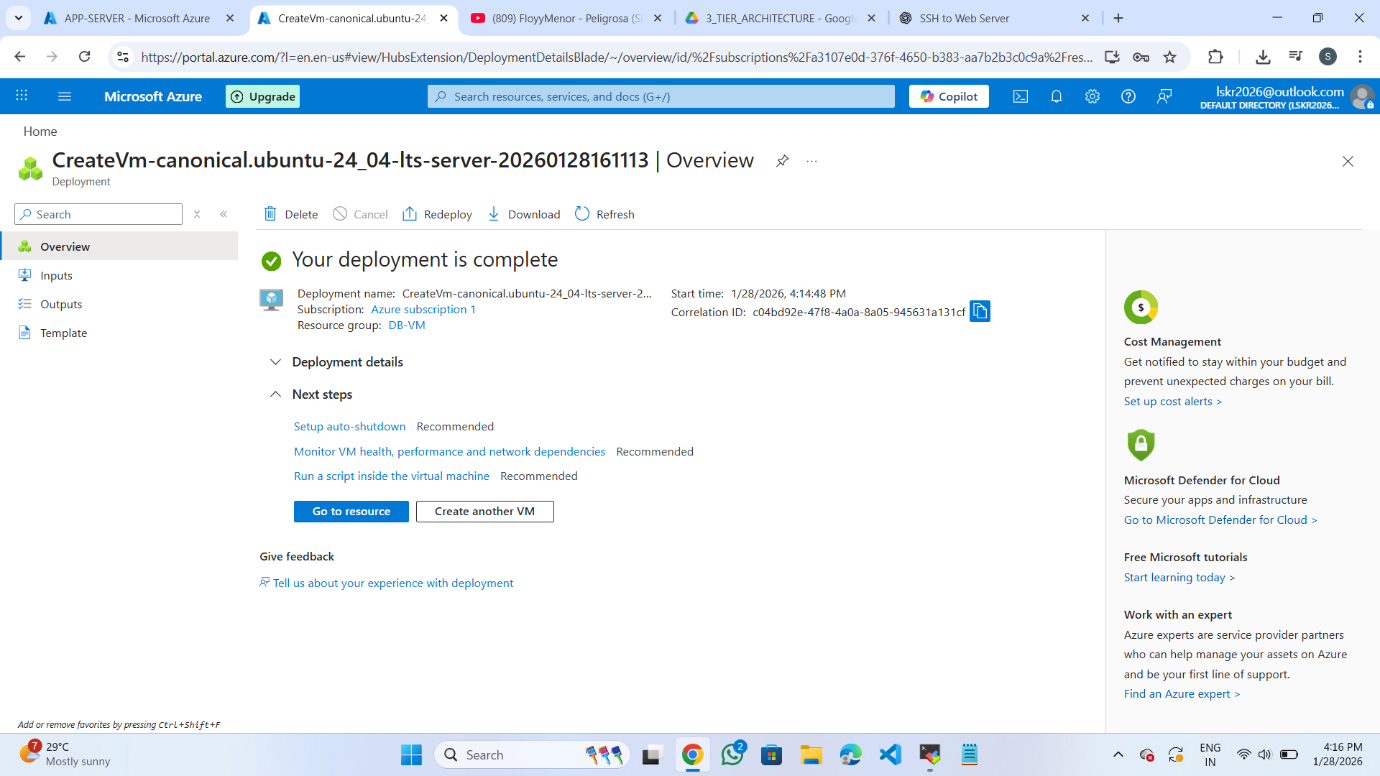 APP-SERVER - Microsoft Azure
CreateVm-canonical.ubuntu-24_
(809) FloyyMenor - Peligrosa (S
3_TIER_ARCHITECTURE - Google
SSH to Web Server
https://portal.azure.com/?l=en.en-us#view/HubsExtension/DeploymentDetailsBlade/~/overview/id/%2Fsubscriptions%2Fa3107e0d-376f-4650-b383-aa7b2b3c0c9a%2Fres...
S
Microsoft Azure
Upgrade
Search resources, services, and docs (G+/)
Copilot
lskr2026@outlook.com
DEFAULT DIRECTORY (LSKR2026...
Home
CreateVm-canonical.ubuntu-24_04-lts-server-20260128161113 | Overview
Deployment
Search
Delete
Cancel
Redeploy
Download
Refresh
Overview
Inputs
Outputs
Template
Your deployment is complete
Deployment name: CreateVm-canonical.ubuntu-24_04-lts-server-2...
Subscription: Azure subscription 1
Resource group: DB-VM
Start time: 1/28/2026, 4:14:48 PM
Correlation ID: c04bd92e-47f8-4a0a-8a05-945631a131cf
Deployment details
Next steps
Setup auto-shutdown Recommended
Monitor VM health, performance and network dependencies Recommended
Run a script inside the virtual machine Recommended
Go to resource
Create another VM
Give feedback
Tell us about your experience with deployment
$
Cost Management
Get notified to stay within your budget and
prevent unexpected charges on your bill.
Set up cost alerts >
Microsoft Defender for Cloud
Secure your apps and infrastructure
Go to Microsoft Defender for Cloud >
Free Microsoft tutorials
Start learning today >
Work with an expert
Azure experts are service provider partners
who can help manage your assets on Azure
and be your first line of support.
Find an Azure expert >
Add or remove favorites by pressing Ctrl+Shift+F
7
29°C
Mostly sunny
Search
2
ENG
IN
4:16 PM
1/28/2026